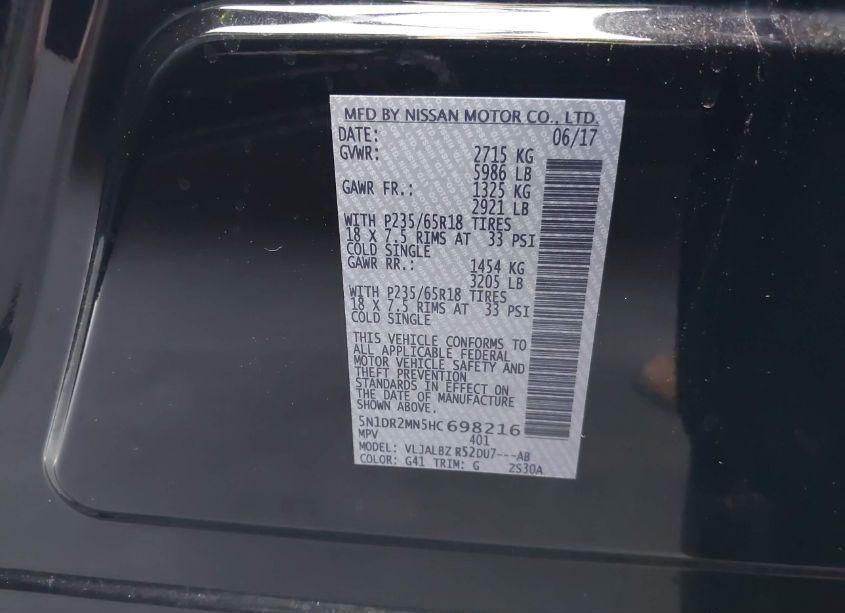 MFD BY NISSAN MOTOR CO., LTD.
DATE: 06/17
GVWR: 2715 KG
5986 LB
GAWR FR.: 1325 KG
2921 LB
WITH P235/65R18 TIRES
18 X 7.5 RIMS AT 33 PSI
COLD SINGLE
GAWR RR.: 1454 KG
3205 LB
WITH P235/65R18 TIRES
18 X 7.5 RIMS AT 33 PSI
COLD SINGLE
THIS VEHICLE CONFORMS TO
ALL APPLICABLE FEDERAL
MOTOR VEHICLE SAFETY AND
THEFT PREVENTION
STANDARDS IN EFFECT ON
THE DATE OF MANUFACTURE
SHOWN ABOVE.
5N1DR2MN5HC698216
MPV 401
MODEL: VLJALBZ R52DU7---AB
COLOR: G41 TRIM: G 2S30A